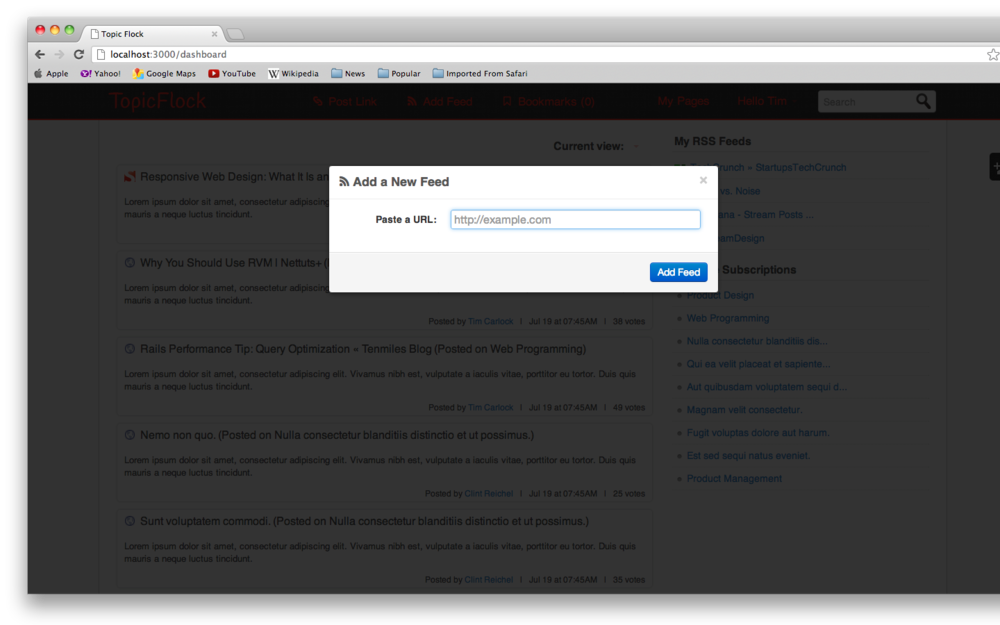 Topic Flock
localhost:3000/dashboard
Apple Yahoo! Google Maps YouTube Wikipedia News Popular Imported From Safari
TopicFlock Post Link Add Feed Bookmarks (0) My Pages Hello Tim Search
Current view:
My RSS Feeds
Responsive Web Design: What It Is an
Lorem ipsum dolor sit amet, consectetur adipiscing
mauris a neque luctus tincidunt.
Crunch » StartupsTechCrunch
vs. Noise
ana - Stream Posts ...
amDesign
Add a New Feed
Paste a URL: http://example.com
Add Feed
Why You Should Use RVM | Nettuts+ (
Lorem ipsum dolor sit amet, consectetur adipiscing
mauris a neque luctus tincidunt.
Posted by Tim Carlock | Jul 19 at 07:45AM | 38 votes
Subscriptions
Product Design
Web Programming
Nulla consectetur blanditiis dis...
Qui ea velit placeat et sapiente...
Aut quibusdam voluptatem sequi d...
Magnam velit consectetur.
Fugit voluptas dolore aut harum.
Est sed sequi natus eveniet.
Product Management
Rails Performance Tip: Query Optimization « Tenmiles Blog (Posted on Web Programming)
Lorem ipsum dolor sit amet, consectetur adipiscing elit. Vivamus nibh est, vulputate a iaculis vitae, porttitor eu tortor. Duis quis
mauris a neque luctus tincidunt.
Posted by Tim Carlock | Jul 19 at 07:45AM | 49 votes
Nemo non quo. (Posted on Nulla consectetur blanditiis distinctio et ut possimus.)
Lorem ipsum dolor sit amet, consectetur adipiscing elit. Vivamus nibh est, vulputate a iaculis vitae, porttitor eu tortor. Duis quis
mauris a neque luctus tincidunt.
Posted by Clint Reichel | Jul 19 at 07:45AM | 25 votes
Sunt voluptatem commodi. (Posted on Nulla consectetur blanditiis distinctio et ut possimus.)
Lorem ipsum dolor sit amet, consectetur adipiscing elit. Vivamus nibh est, vulputate a iaculis vitae, porttitor eu tortor. Duis quis
mauris a neque luctus tincidunt.
Posted by Clint Reichel | Jul 19 at 07:45AM | 35 votes